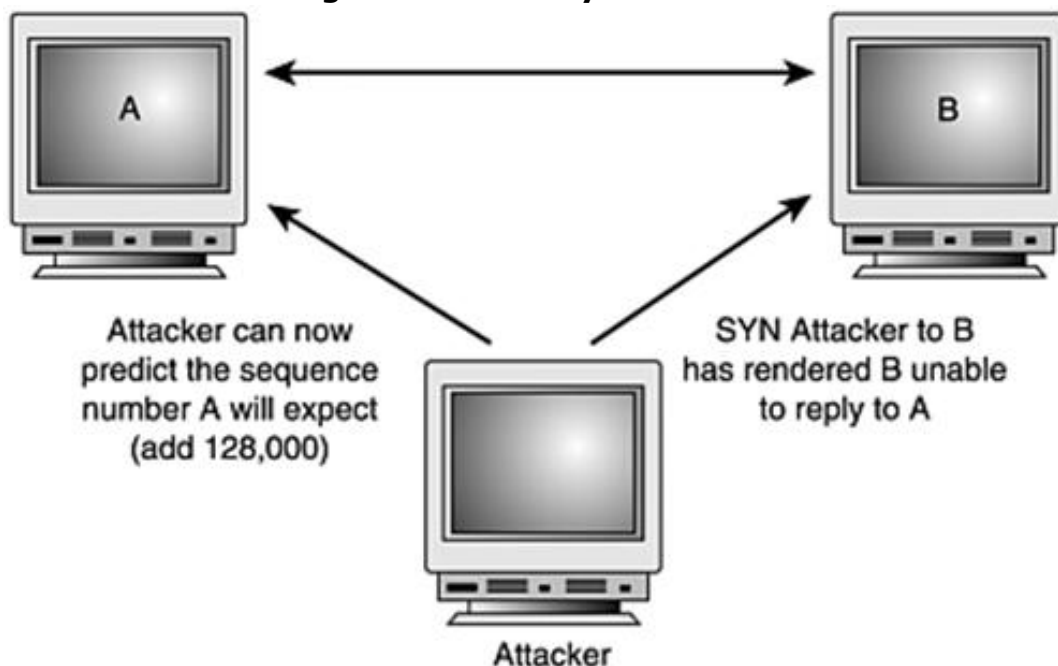 A
B
Attacker can now
predict the sequence
number A will expect
(add 128,000)
SYN Attacker to B
has rendered B unable
to reply to A
Attacker